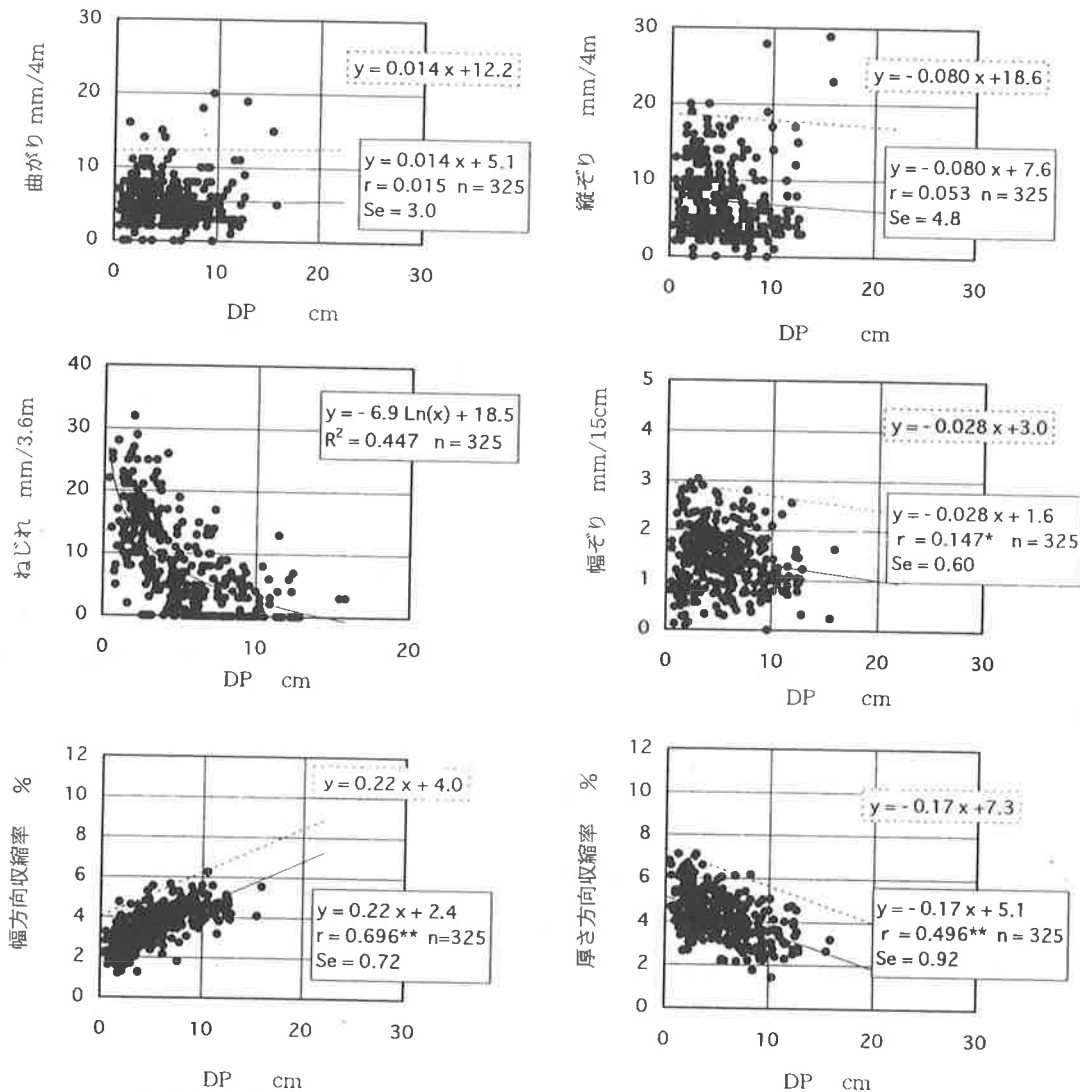 曲がり mm/4m
30
20
10
0
0 10 20 30
DP cm
y = 0.014 x +12.2
y = 0.014 x + 5.1
r = 0.015 n = 325
Se = 3.0
縦ぞり mm/4m
30
20
10
0
0 10 20 30
DP cm
y = - 0.080 x +18.6
y = - 0.080 x + 7.6
r = 0.053 n = 325
Se = 4.8
ねじれ mm/3.6m
40
30
20
10
0
0 10 20
DP cm
y = - 6.9 Ln(x) + 18.5
R² = 0.447 n = 325
幅ぞり mm/15cm
5
4
3
2
1
0
0 10 20 30
DP cm
y = - 0.028 x +3.0
y = - 0.028 x + 1.6
r = 0.147* n = 325
Se = 0.60
幅方向収縮率 %
12
10
8
6
4
2
0
0 10 20 30
DP cm
y = 0.22 x + 4.0
y = 0.22 x + 2.4
r = 0.696** n=325
Se = 0.72
厚さ方向収縮率 %
12
10
8
6
4
2
0
0 10 20 30
DP cm
y= -0.17 x +7.3
y = -0.17 x + 5.1
r = 0.496** n = 325
Se = 0.92